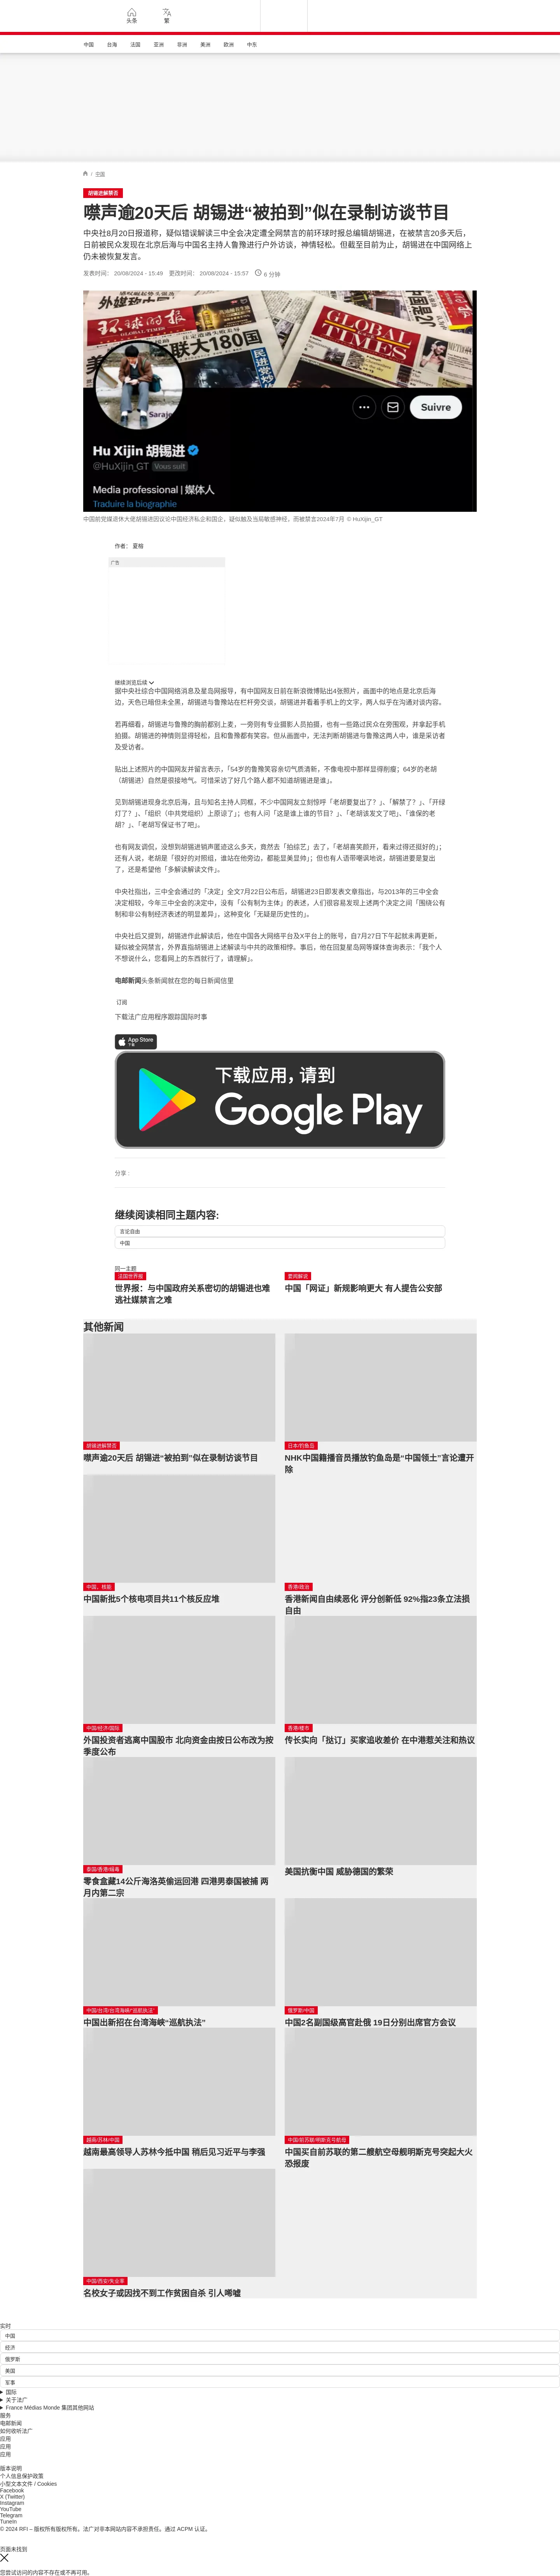 头条
繁
中国
台海
法国
亚洲
非洲
美洲
欧洲
中东
/ 中国
胡锡进解禁否
噤声逾20天后 胡锡进“被拍到”似在录制访谈节目
中央社8月20日报道称，疑似错误解读三中全会决定遭全网禁言的前环球时报总编辑胡锡进，在被禁言20多天后，
日前被民众发现在北京后海与中国名主持人鲁豫进行户外访谈，神情轻松。但截至目前为止，胡锡进在中国网络上
仍未被恢复发言。
发表时间： 20/08/2024 - 15:49 更改时间： 20/08/2024 - 15:57 6 分钟
环球时报
联大180国
GLOBAL TIMES
Sarajevo
Suivre
Hu Xijin 胡锡进
@HuXijin_GT Vous suit
Media professional | 媒体人
Traduire la biographie
中国前党媒退休大佬胡锡进因议论中国经济私企和国企，疑似触及当局敏感神经，而被禁言2024年7月 © HuXijin_GT
作者： 夏榕
广告
继续浏览后续
据中央社综合中国网络消息及星岛网报导，有中国网友日前在新浪微博贴出4张照片，画面中的地点是北京后海
边，天色已暗但未全黑，胡锡进与鲁豫站在栏杆旁交谈，胡锡进并看着手机上的文字，两人似乎在沟通对谈内容。
若再细看，胡锡进与鲁豫的胸前都别上麦，一旁则有专业摄影人员拍摄，也有一些路过民众在旁围观，并拿起手机
拍摄。胡锡进的神情则显得轻松，且和鲁豫都有笑容。但从画面中，无法判断胡锡进与鲁豫这两人中，谁是采访者
及受访者。
贴出上述照片的中国网友并留言表示，「54岁的鲁豫笑容亲切气质清新，不像电视中那样显得削瘦；64岁的老胡
（胡锡进）自然是很接地气。可惜采访了好几个路人都不知道胡锡进是谁」。
见到胡锡进现身北京后海，且与知名主持人同框，不少中国网友立刻惊呼「老胡要复出了？」、「解禁了？」、「开绿
灯了？」、「组织（中共党组织）上原谅了」；也有人问「这是谁上谁的节目？」、「老胡该发文了吧」、「谁保的老
胡？」、「老胡写保证书了吧」。
也有网友调侃，没想到胡锡进销声匿迹这么多天，竟然去「拍综艺」去了，「老胡喜笑颜开，看来过得还挺好的」；
还有人说，老胡是「很好的对照组，谁站在他旁边，都能显美显帅」；但也有人语带嘲讽地说，胡锡进要是复出
了，还是希望他「多解读解读文件」。
中央社指出，三中全会通过的「决定」全文7月22日公布后，胡锡进23日即发表文章指出，与2013年的三中全会
决定相较，今年三中全会的决定中，没有「公有制为主体」的表述，人们很容易发现上述两个决定之间「围绕公有
制和非公有制经济表述的明显差异」，这种变化「无疑是历史性的」。
中央社后又提到，胡锡进作此解读后，他在中国各大网络平台及X平台上的账号，自7月27日下午起就未再更新，
疑似被全网禁言，外界直指胡锡进上述解读与中共的政策相悖。事后，他在回复星岛网等媒体查询表示：「我个人
不想说什么，您看网上的东西就行了，请理解」。
电邮新闻头条新闻就在您的每日新闻信里
订阅
下载法广应用程序跟踪国际时事
App Store
下载
下载应用，请到
Google Play
分享 :
继续阅读相同主题内容:
言论自由
中国
同一主题
法国世界报
世界报：与中国政府关系密切的胡锡进也难
逃社媒禁言之难
要闻解说
中国「网证」新规影响更大 有人提告公安部
其他新闻
胡锡进解禁否
噤声逾20天后 胡锡进“被拍到”似在录制访谈节目
日本/钓鱼岛
NHK中国籍播音员播放钓鱼岛是“中国领土”言论遭开
除
中国、核能
中国新批5个核电项目共11个核反应堆
香港/政治
香港新闻自由续恶化 评分创新低 92%指23条立法损
自由
中国/经济/国际
外国投资者逃离中国股市 北向资金由按日公布改为按
季度公布
香港/楼市
传长实向「挞订」买家追收差价 在中港惹关注和热议
泰国/香港/缉毒
零食盒藏14公斤海洛英偷运回港 四港男泰国被捕 两
月内第二宗
美国抗衡中国 威胁德国的繁荣
中国/台湾/台湾海峡/“巡航执法”
中国出新招在台湾海峡“巡航执法”
俄罗斯/中国
中国2名副国级高官赴俄 19日分别出席官方会议
越南/苏林/中国
越南最高领导人苏林今抵中国 稍后见习近平与李强
中国/前苏联/明斯克号航母
中国买自前苏联的第二艘航空母舰明斯克号突起大火
恐报废
中国/西安/失业率
名校女子或因找不到工作贫困自杀 引人唏嘘
实时
中国
经济
俄罗斯
美国
军事
国际
关于法广
France Médias Monde 集团其他网站
服务
电邮新闻
如何收听法广
应用
应用
应用
版本说明
个人信息保护政策
小型文本文件 / Cookies
Facebook
X (Twitter)
Instagram
YouTube
Telegram
TuneIn
© 2024 RFI – 版权所有版权所有。法广对非本网站内容不承担责任。通过 ACPM 认证。
页面未找到
您尝试访问的内容不存在或不再可用。